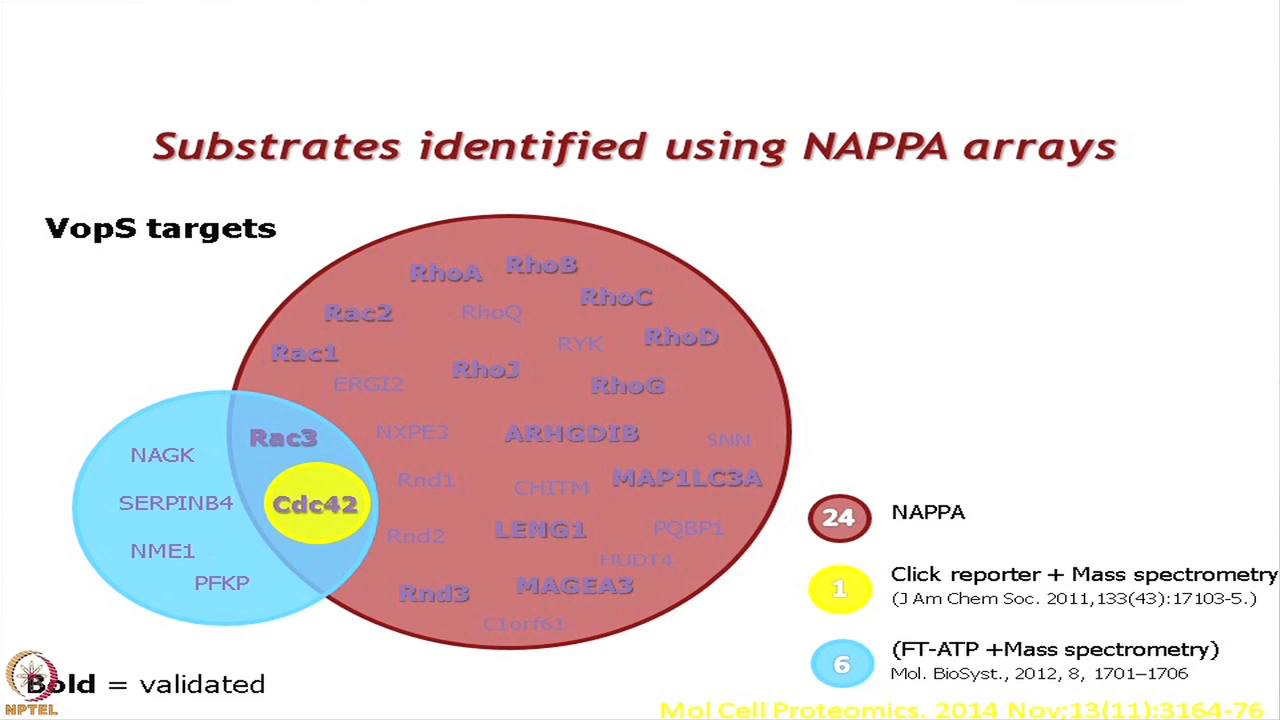 Substrates identified using NAPPA arrays
VopS targets
RhoA
RhoB
RhoC
Rac2
RhoQ
RhoD
RYK
Rac1
RhoJ
ERGI2
RhoG
NXPE3
ARHGDIB
SNN
Rac3
NAGK
Rnd1
CHITM
MAP1LC3A
SERPINB4
Cdc42
Rnd2
LENG1
PQBP1
NME1
HUDT4
PFKP
Rnd3
MAGEA3
C1orf61
24
NAPPA
1
Click reporter + Mass spectrometry
(J Am Chem Soc. 2011,133(43):17103-5.)
6
(FT-ATP +Mass spectrometry)
Mol. BioSyst., 2012, 8, 1701–1706
Bold = validated
NPTEL
Mol Cell Proteomics. 2014 Nov;13(11):3164-76